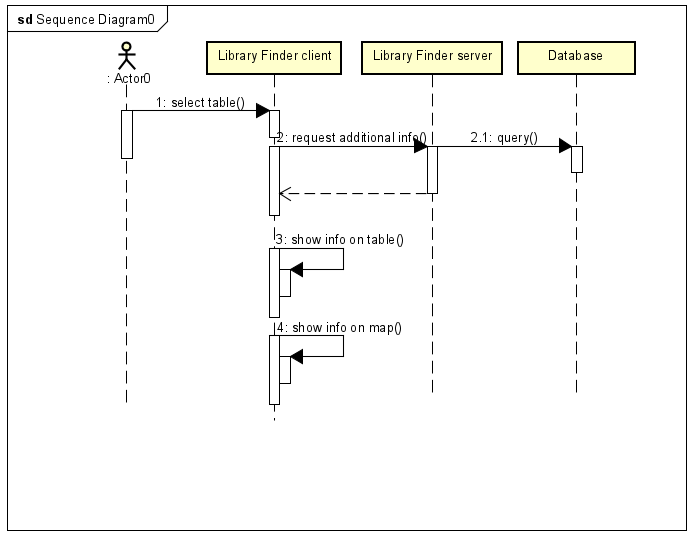 sd Sequence Diagram0
: Actor0
Library Finder client
Library Finder server
Database
1: select table()
2: request additional info()
2.1: query()
3: show info on table()
4: show info on map()